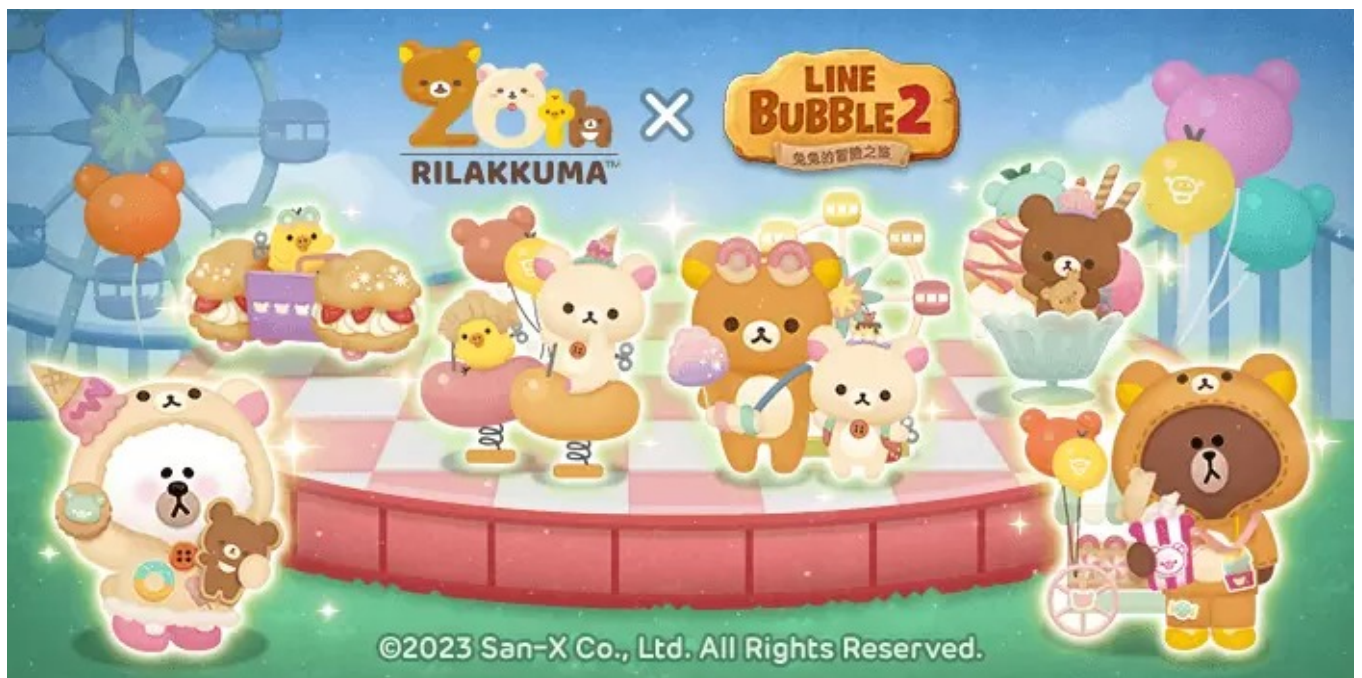 20th
RILAKKUMA™
×
LINE
BUBBLE2
兔兔的冒險之旅
©2023 San-X Co., Ltd. All Rights Reserved.